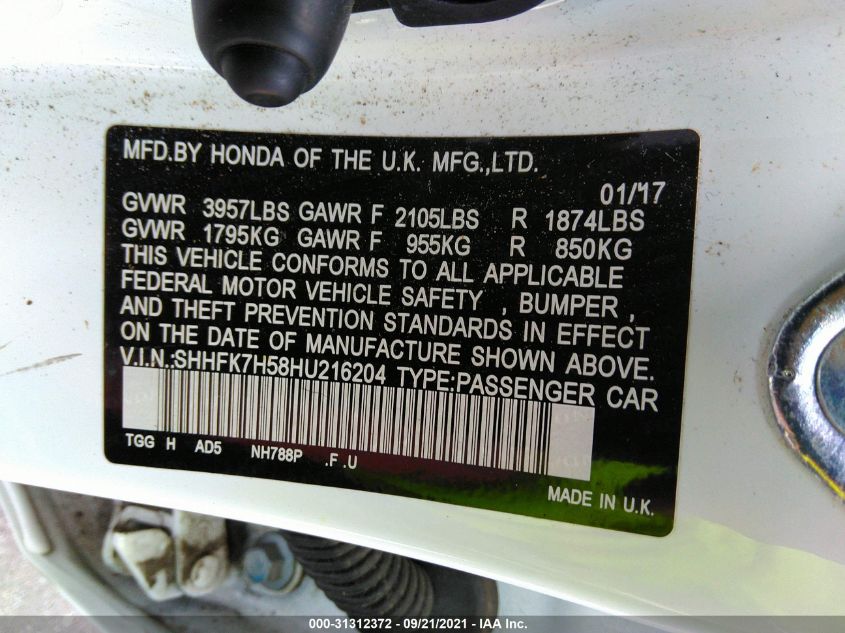 MFD.BY HONDA OF THE U.K. MFG.,LTD.
01/17
GVWR 3957LBS GAWR F 2105LBS R 1874LBS
GVWR 1795KG GAWR F 955KG R 850KG
THIS VEHICLE CONFORMS TO ALL APPLICABLE
FEDERAL MOTOR VEHICLE SAFETY , BUMPER ,
AND THEFT PREVENTION STANDARDS IN EFFECT
ON THE DATE OF MANUFACTURE SHOWN ABOVE.
V.I.N.:SHHFK7H58HU216204 TYPE:PASSENGER CAR
TGG H AD5 NH788P .F .U
MADE IN U.K.
000-31312372 / 09/21/2021 - IAA Inc.